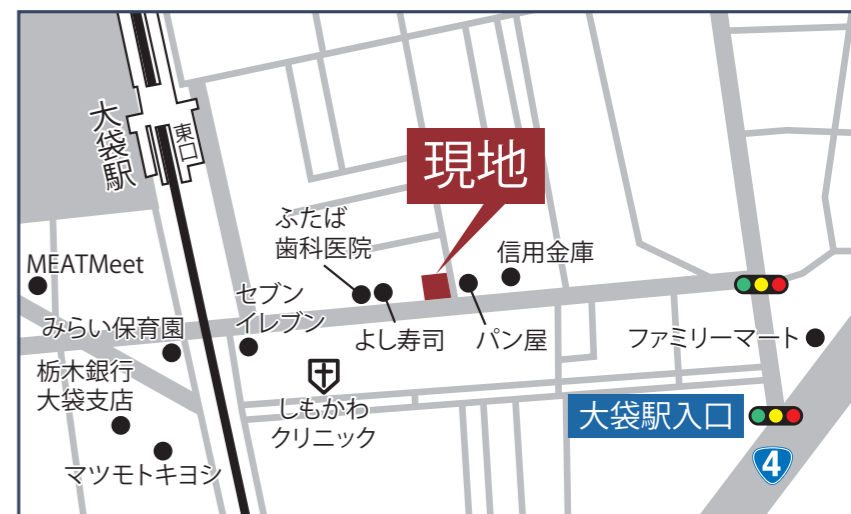 大袋駅
東口
現地
ふたば
歯科医院
信用金庫
MEATMeet
セブン
イレブン
よし寿司
パン屋
みらい保育園
ファミリーマート
栃木銀行
大袋支店
しもかわ
クリニック
大袋駅入口
マツモトキヨシ
4